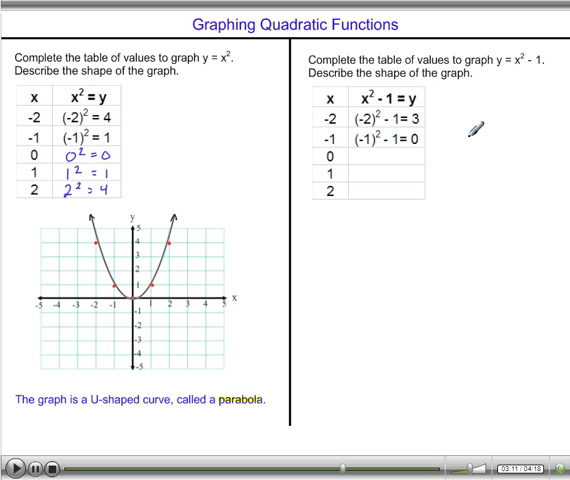 Graphing Quadratic Functions
Complete the table of values to graph y = x².
Describe the shape of the graph.
x x² = y
-2 (-2)² = 4
-1 (-1)² = 1
0 0² = 0
1 1² = 1
2 2² = 4
y
5
4
3
2
1
-5 -4 -3 -2 -1 1 2 3 4 5 x
-1
-2
-3
-4
-5
The graph is a U-shaped curve, called a parabola.
Complete the table of values to graph y = x² - 1.
Describe the shape of the graph.
x x² - 1 = y
-2 (-2)² - 1= 3
-1 (-1)² - 1= 0
0
1
2
03:11 / 04:18